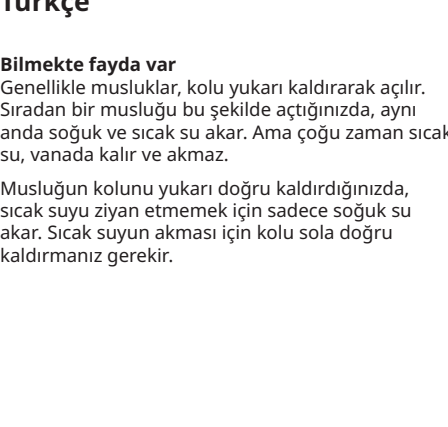 Türkçe
Bilmekte fayda var
Genellikle musluklar, kolu yukarı kaldırarak açılır.
Sıradan bir musluğu bu şekilde açtığınızda, aynı
anda soğuk ve sıcak su akar. Ama çoğu zaman sıcak
su, vanada kalır ve akmaz.
Musluğun kolunu yukarı doğru kaldırdığınızda,
sıcak suyu ziyan etmemek için sadece soğuk su
akar. Sıcak suyun akması için kolu sola doğru
kaldırmanız gerekir.